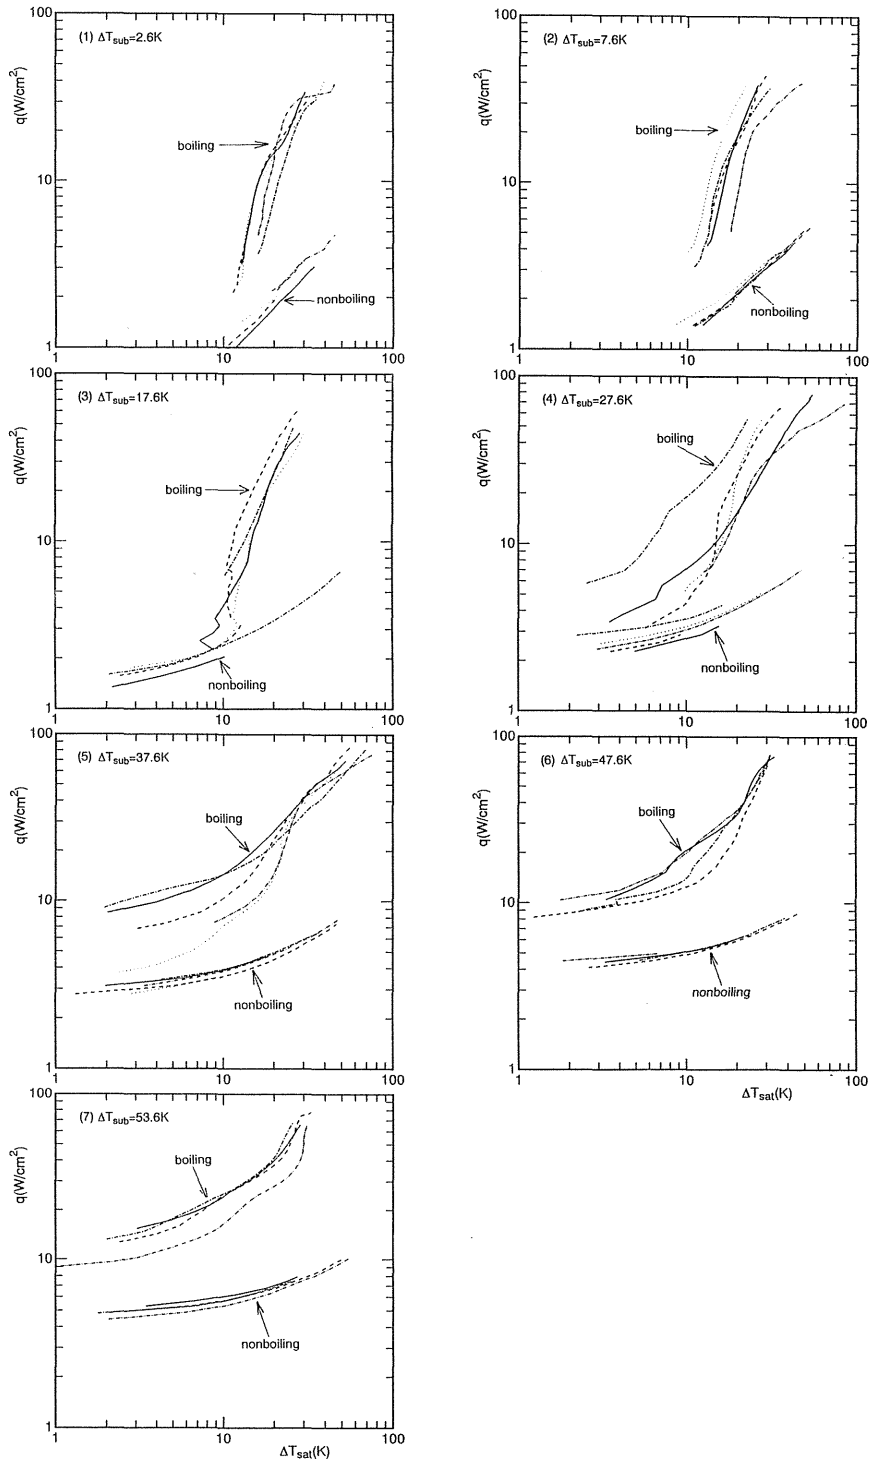 100
(1) ΔTsub=2.6K
q(W/cm²)
boiling
10
nonboiling
1
1
10
100
100
(2) ΔTsub=7.6K
q(W/cm²)
boiling
10
nonboiling
1
10
100
100
(3) ΔTsub=17.6K
q(W/cm²)
boiling
10
nonboiling
1
1
10
100
100
(4) ΔTsub=27.6K
q(W/cm²)
boiling
10
nonboiling
1
1
10
100
100
(5) ΔTsub=37.6K
q(W/cm²)
boiling
10
nonboiling
1
1
10
100
100
(6) ΔTsub=47.6K
q(W/cm²)
boiling
10
nonboiling
1
1
10
100
ΔTsat(K)
100
(7) ΔTsub=53.6K
q(W/cm²)
boiling
10
nonboiling
1
1
10
100
ΔTsat(K)